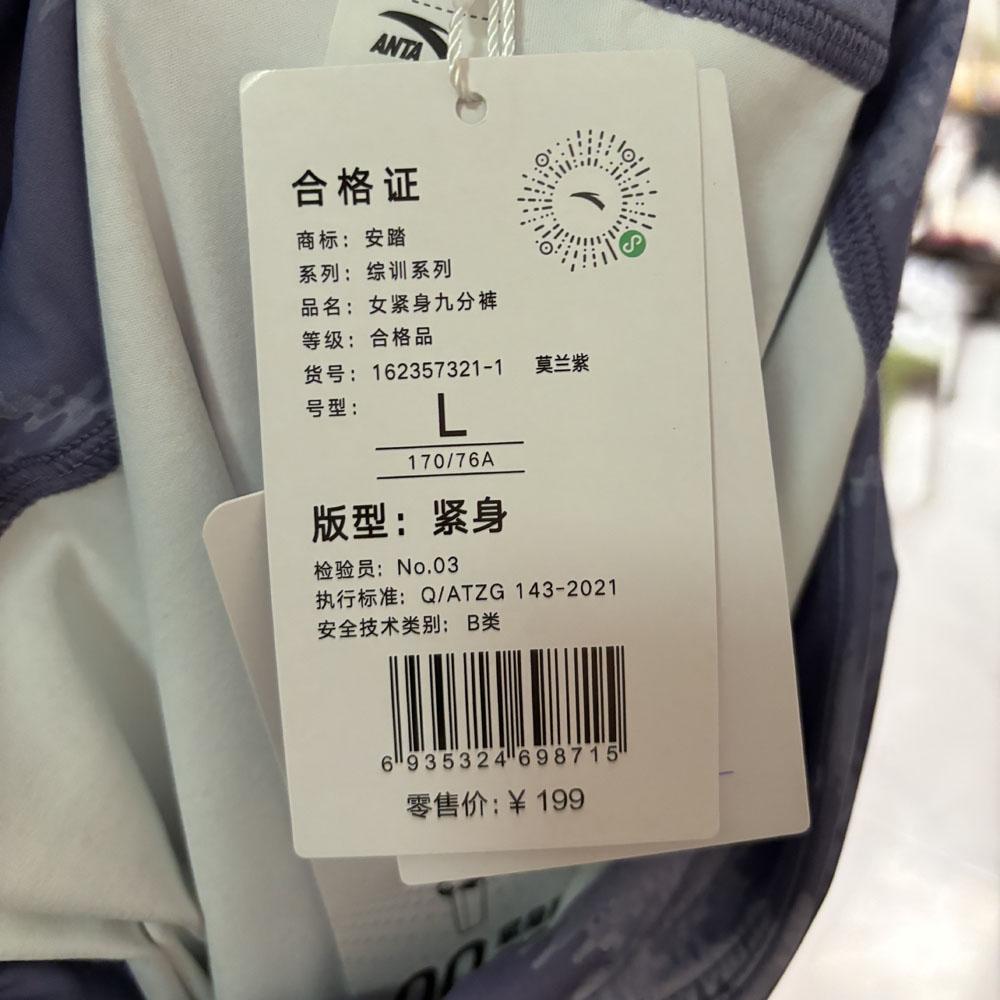 ANTA
合格证
商标：安踏
系列：综训系列
品名：女紧身九分裤
等级：合格品
货号：162357321-1 莫兰紫
号型：
L
170/76A
版型：紧身
检验员：No.03
执行标准：Q/ATZG 143-2021
安全技术类别：B类
6 935324 698715
零售价：¥ 199